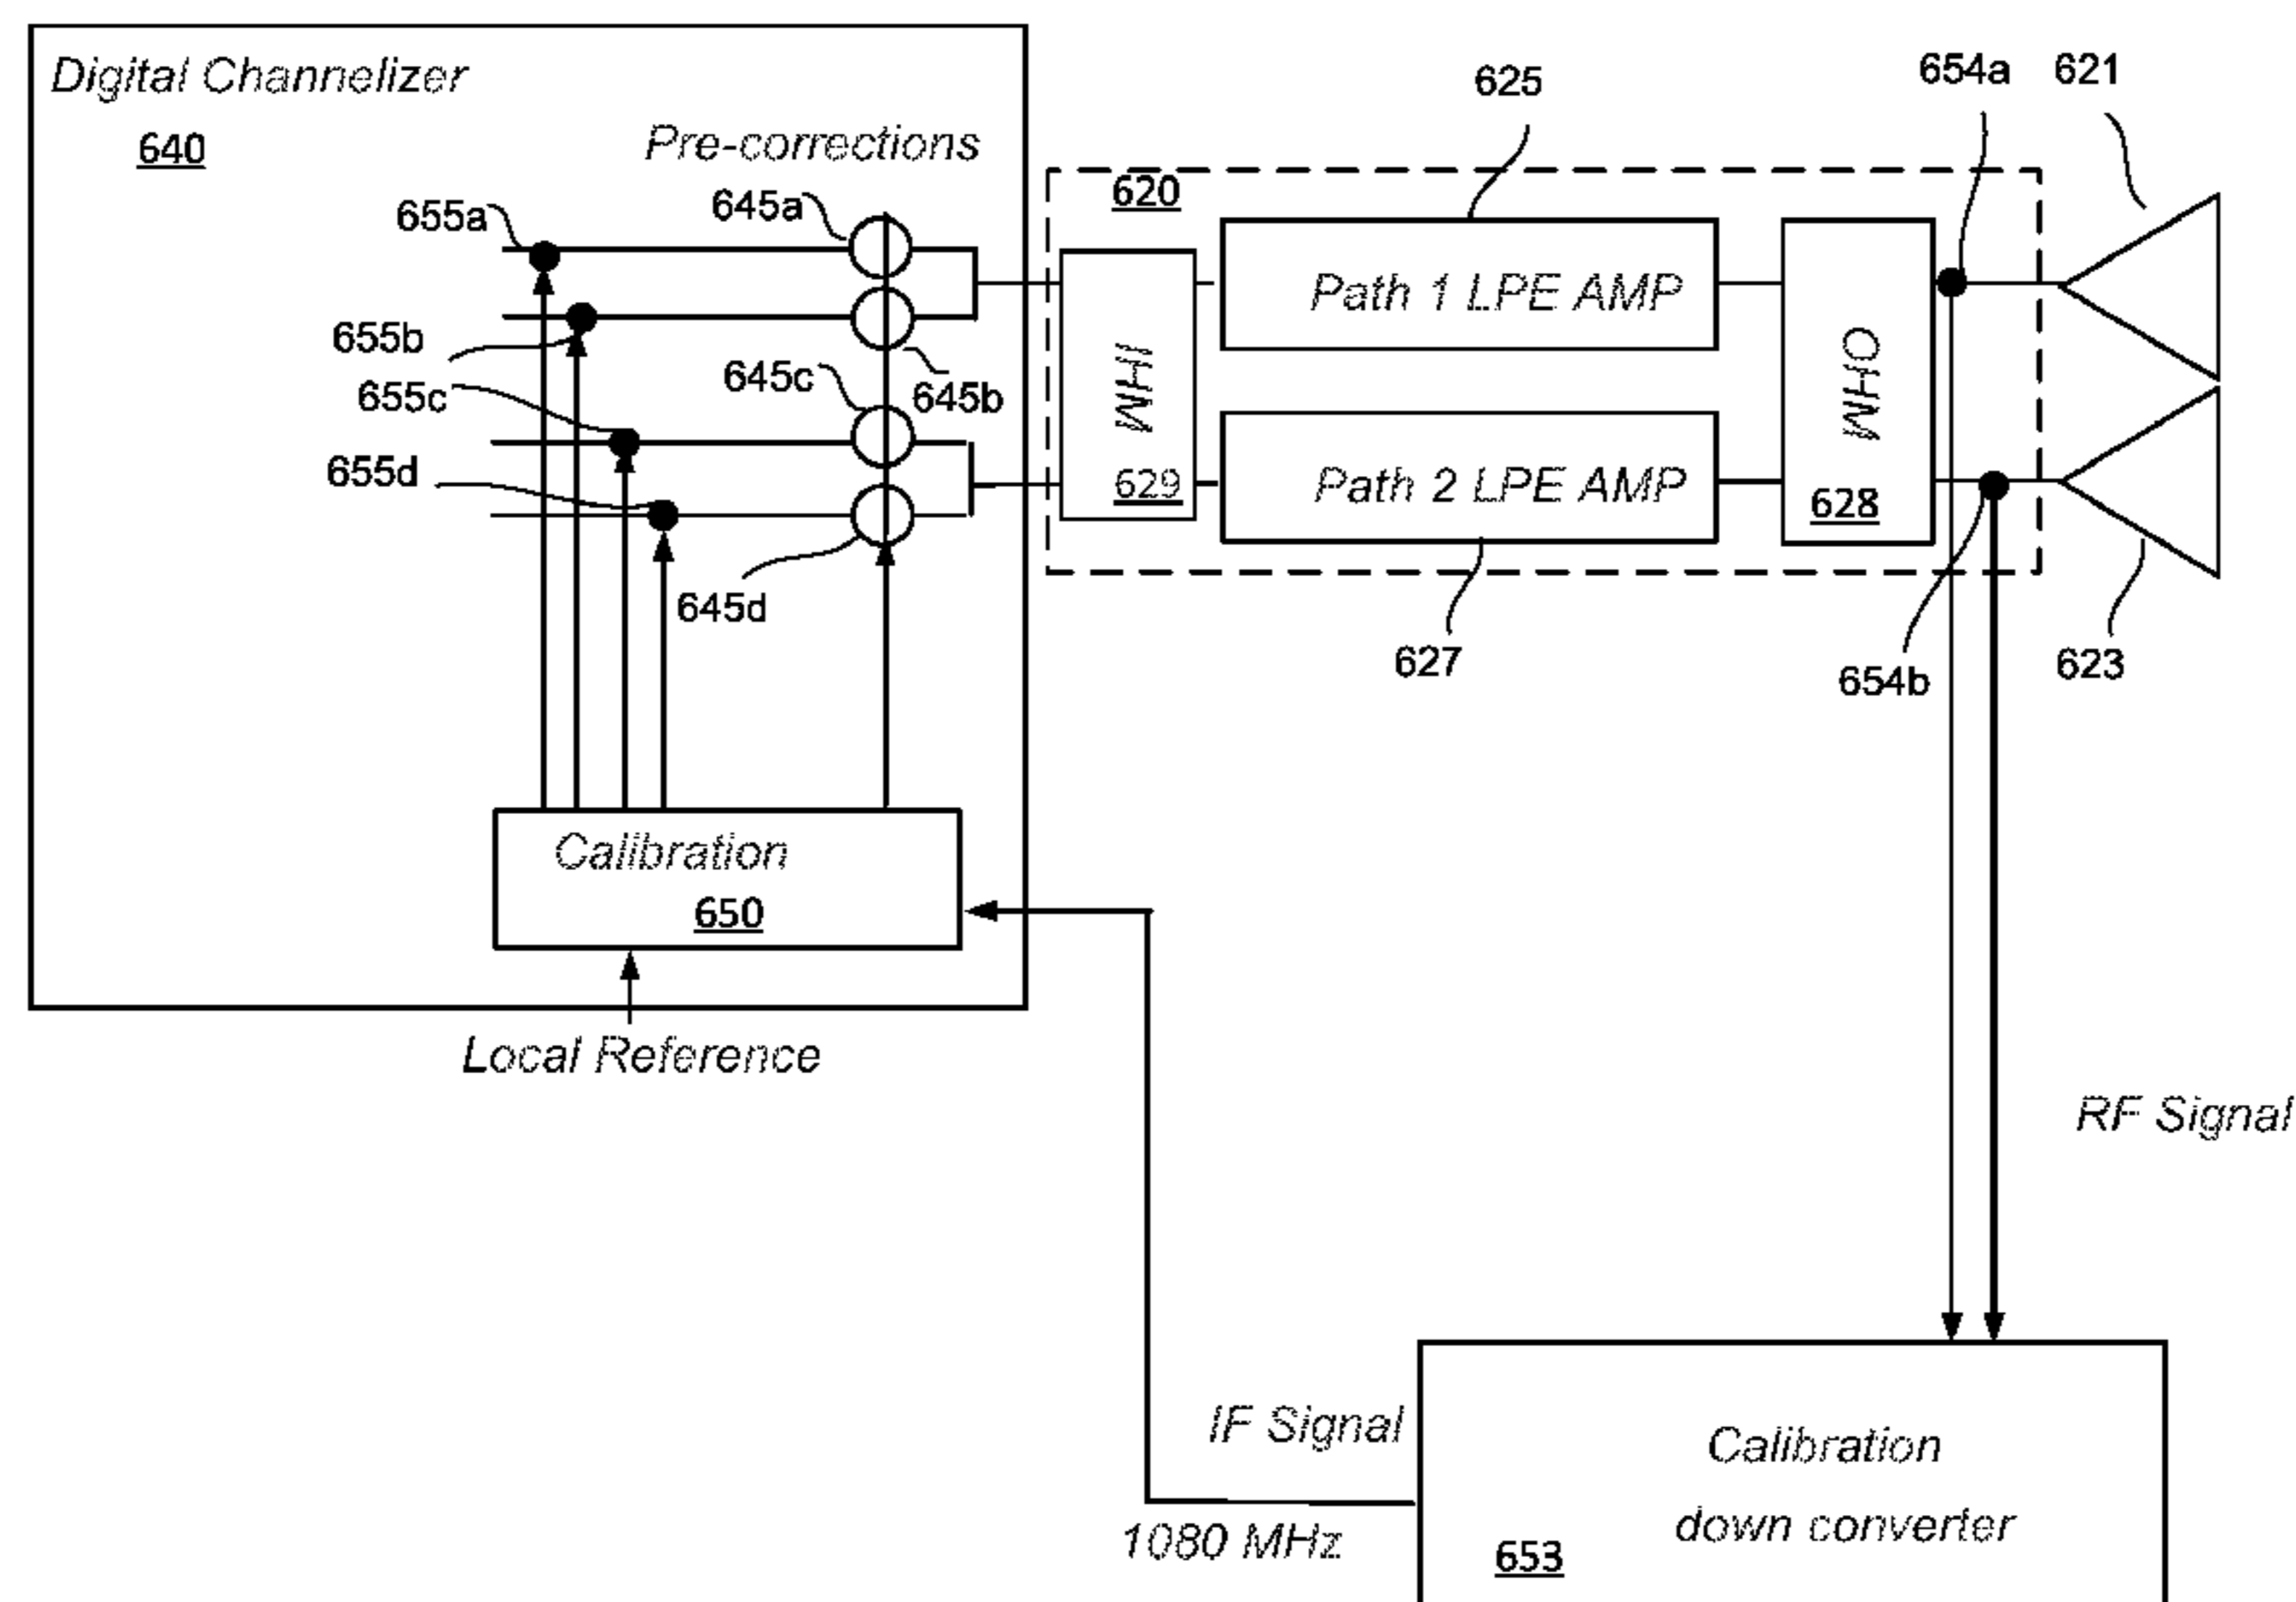 Digital Channelizer
640
Pre-corrections
645a
655a
655b
645c
645b
655c
655d
645d
Calibration
650
Local Reference
620
625
Path 1 LPE AMP
IHM
629
Path 2 LPE AMP
627
OHM
628
654a
621
654b
623
RF Signal
IF Signal
1080 MHz
Calibration
down converter
653